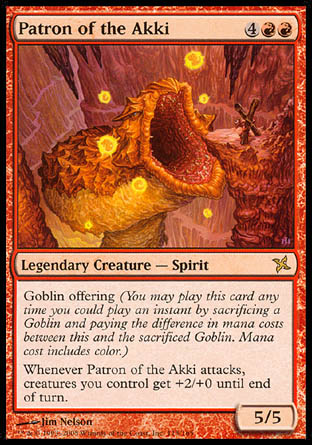 Patron of the Akki 4
Legendary Creature — Spirit
Goblin offering (You may play this card any
time you could play an instant by sacrificing a
Goblin and paying the difference in mana costs
between this and the sacrificed Goblin. Mana
cost includes color.)
Whenever Patron of the Akki attacks,
creatures you control get +2/+0 until end
of turn.
5/5
Jim Nelson